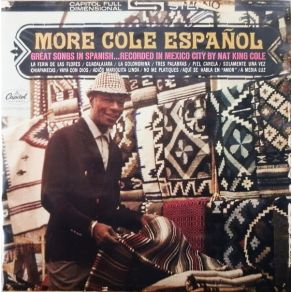 CAPITOL FULL DIMENSIONAL STEREO
MORE COLE ESPAÑOL
GREAT SONGS IN SPANISH...RECORDED IN MEXICO CITY BY NAT KING COLE
LA FERIA DE LAS FLORES / GUADALAJARA / LA GOLONDRINA / TRES PALABRAS / PIEL CANELA / SOLAMENTE UNA VEZ
CHIAPANECAS / VAYA CON DIOS / ADIOS MARIQUITA LINDA / NO ME PLATIQUES / AQUI SE HABLA EN "AMOR" / A MEDIA LUZ
Capitol